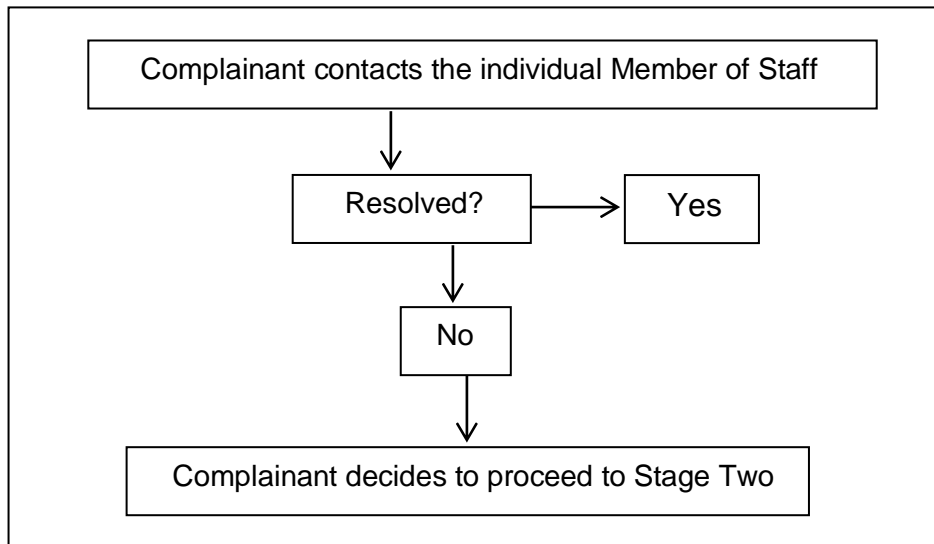 Complainant contacts the individual Member of Staff
Resolved?
Yes
No
Complainant decides to proceed to Stage Two